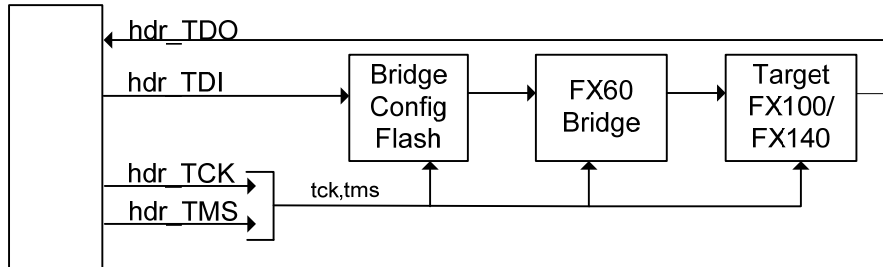 hdr_TDO
hdr_TDI
Bridge
Config
Flash
FX60
Bridge
Target
FX100/
FX140
hdr_TCK
hdr_TMS
tck,tms